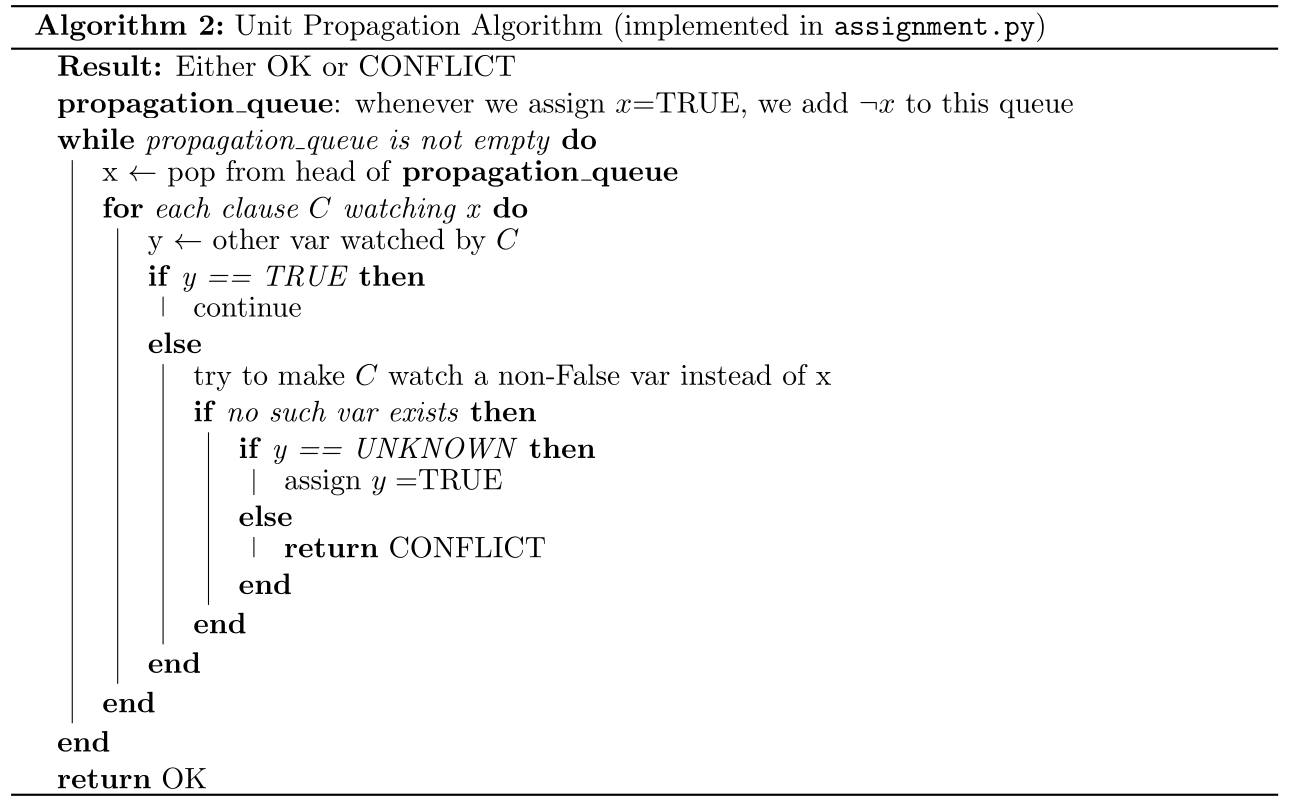 Algorithm 2: Unit Propagation Algorithm (implemented in assignment.py)
Result: Either OK or CONFLICT
propagation_queue: whenever we assign x=TRUE, we add ¬x to this queue
while propagation_queue is not empty do
x ← pop from head of propagation_queue
for each clause C watching x do
y ← other var watched by C
if y == TRUE then
continue
else
try to make C watch a non-False var instead of x
if no such var exists then
if y == UNKNOWN then
assign y =TRUE
else
return CONFLICT
end
end
end
end
end
return OK